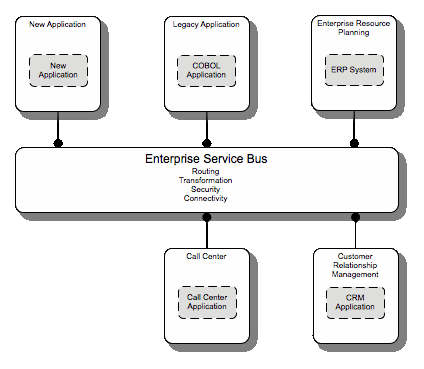 New Application
New
Application
Legacy Application
COBOL
Application
Enterprise Resource
Planning
ERP System
Enterprise Service Bus
Routing
Transformation
Security
Connectivity
Call Center
Call Center
Application
Customer
Relationship
Management
CRM
Application